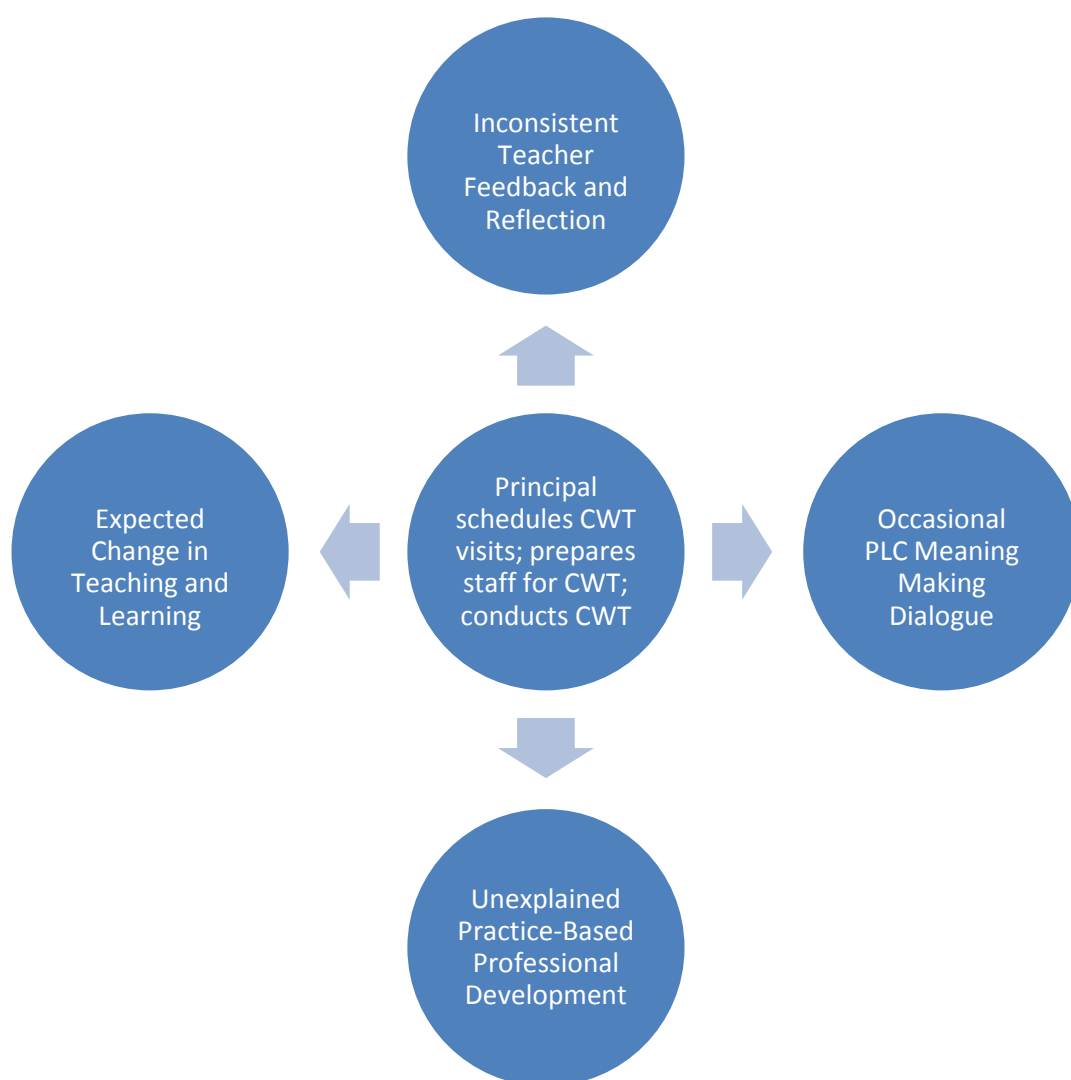 Inconsistent
Teacher
Feedback and
Reflection
Expected
Change in
Teaching and
Learning
Principal
schedules CWT
visits; prepares
staff for CWT;
conducts CWT
Occasional
PLC Meaning
Making
Dialogue
Unexplained
Practice-Based
Professional
Development